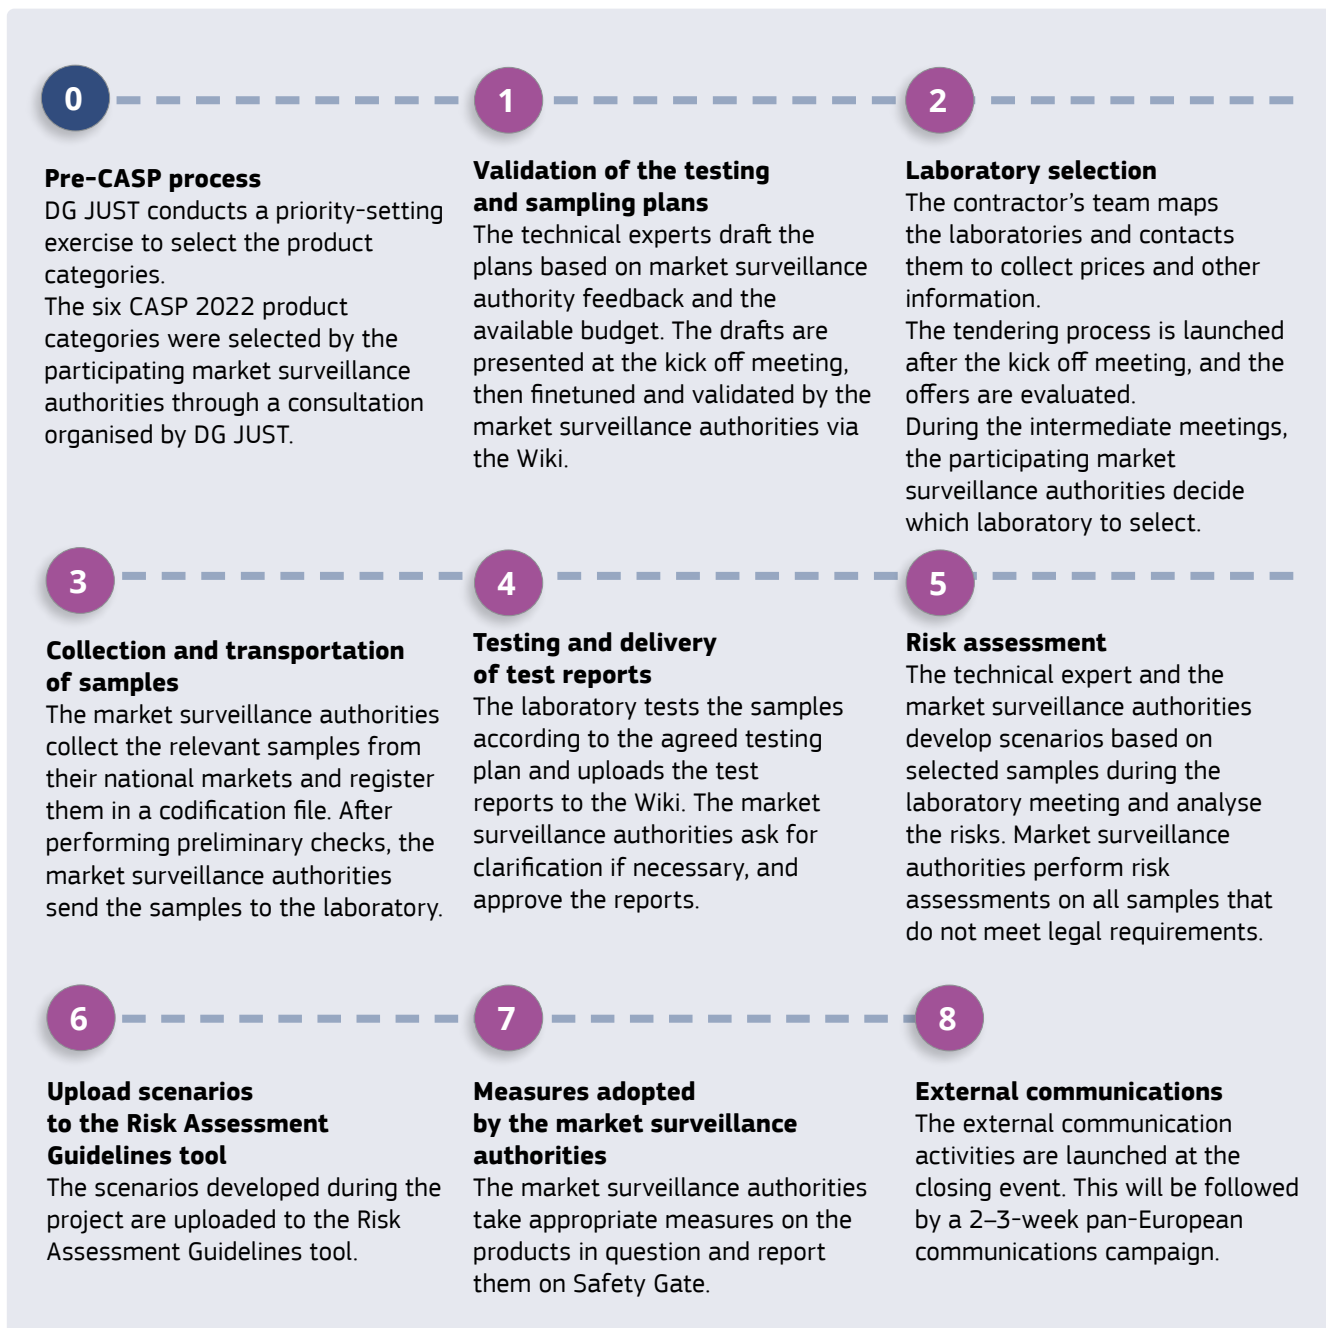 0
Pre-CASP process
DG JUST conducts a priority-setting
exercise to select the product
categories.
The six CASP 2022 product
categories were selected by the
participating market surveillance
authorities through a consultation
organised by DG JUST.
1
Validation of the testing
and sampling plans
The technical experts draft the
plans based on market surveillance
authority feedback and the
available budget. The drafts are
presented at the kick off meeting,
then finetuned and validated by the
market surveillance authorities via
the Wiki.
2
Laboratory selection
The contractor's team maps
the laboratories and contacts
them to collect prices and other
information.
The tendering process is launched
after the kick off meeting, and the
offers are evaluated.
During the intermediate meetings,
the participating market
surveillance authorities decide
which laboratory to select.
3
Collection and transportation
of samples
The market surveillance authorities
collect the relevant samples from
their national markets and register
them in a codification file. After
performing preliminary checks, the
market surveillance authorities
send the samples to the laboratory.
4
Testing and delivery
of test reports
The laboratory tests the samples
according to the agreed testing
plan and uploads the test
reports to the Wiki. The market
surveillance authorities ask for
clarification if necessary, and
approve the reports.
5
Risk assessment
The technical expert and the
market surveillance authorities
develop scenarios based on
selected samples during the
laboratory meeting and analyse
the risks. Market surveillance
authorities perform risk
assessments on all samples that
do not meet legal requirements.
6
Upload scenarios
to the Risk Assessment
Guidelines tool
The scenarios developed during the
project are uploaded to the Risk
Assessment Guidelines tool.
7
Measures adopted
by the market surveillance
authorities
The market surveillance authorities
take appropriate measures on the
products in question and report
them on Safety Gate.
8
External communications
The external communication
activities are launched at the
closing event. This will be followed
by a 2–3-week pan-European
communications campaign.